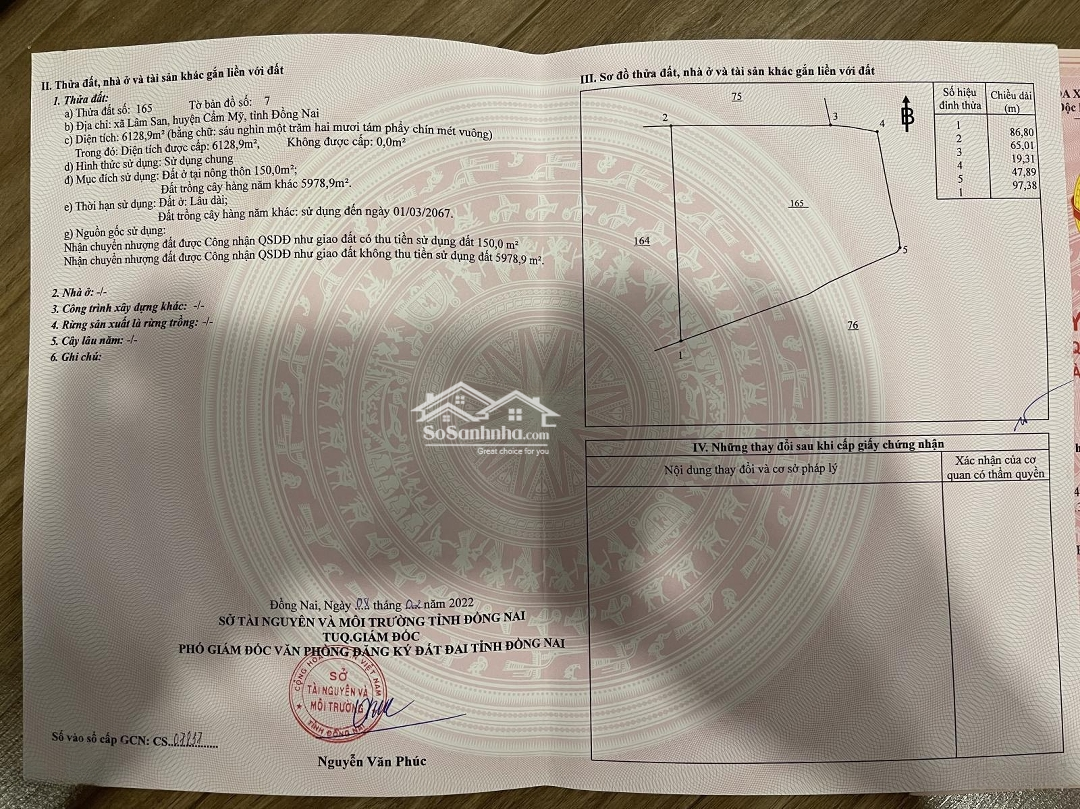 II. Thửa đất, nhà ở và tài sản khác gắn liền với đất
1. Thửa đất:
a) Thửa đất số: 165 Tờ bản đồ số: 7
b) Địa chỉ: xã Lâm San, huyện Cẩm Mỹ, tỉnh Đồng Nai
c) Diện tích: 6128,9m² (bằng chữ: sáu nghìn một trăm hai mươi tám phẩy chín mét vuông)
Trong đó: Diện tích được cấp: 6128,9m², Không được cấp: 0,0m²
d) Hình thức sử dụng: Sử dụng chung
đ) Mục đích sử dụng: Đất ở tại nông thôn 150,0m²;
Đất trồng cây hàng năm khác 5978,9m².
e) Thời hạn sử dụng: Đất ở: Lâu dài;
Đất trồng cây hàng năm khác: sử dụng đến ngày 01/03/2067.
g) Nguồn gốc sử dụng:
Nhận chuyển nhượng đất được Công nhận QSDĐ như giao đất có thu tiền sử dụng đất 150,0 m²
Nhận chuyển nhượng đất được Công nhận QSDĐ như giao đất không thu tiền sử dụng đất 5978,9 m².
2. Nhà ở: -/-
3. Công trình xây dựng khác: -/-
4. Rừng sản xuất là rừng trồng: -/-
5. Cây lâu năm: -/-
6. Ghi chú:
Đồng Nai, Ngày 08 tháng 02 năm 2022
SỞ TÀI NGUYÊN VÀ MÔI TRƯỜNG TỈNH ĐỒNG NAI
TUQ.GIÁM ĐỐC
PHÓ GIÁM ĐỐC VĂN PHÒNG ĐĂNG KÝ ĐẤT ĐAI TỈNH ĐỒNG NAI
SỞ
TÀI NGUYÊN VÀ
MÔI TRƯỜNG
TỈNH ĐỒNG NAI
Số vào sổ cấp GCN: CS
Nguyễn Văn Phúc
III. Sơ đồ thửa đất, nhà ở và tài sản khác gắn liền với đất
75
2
3
4
B
165
164
5
76
1
Số hiệu đỉnh thửa Chiều dài (m)
1
86,80
2
65,01
3
19,31
4
47,89
5
97,38
1
IV. Những thay đổi sau khi cấp giấy chứng nhận
Nội dung thay đổi và cơ sở pháp lý
Xác nhận của cơ
quan có thẩm quyền
SoSanhnha.com
Great choice for you